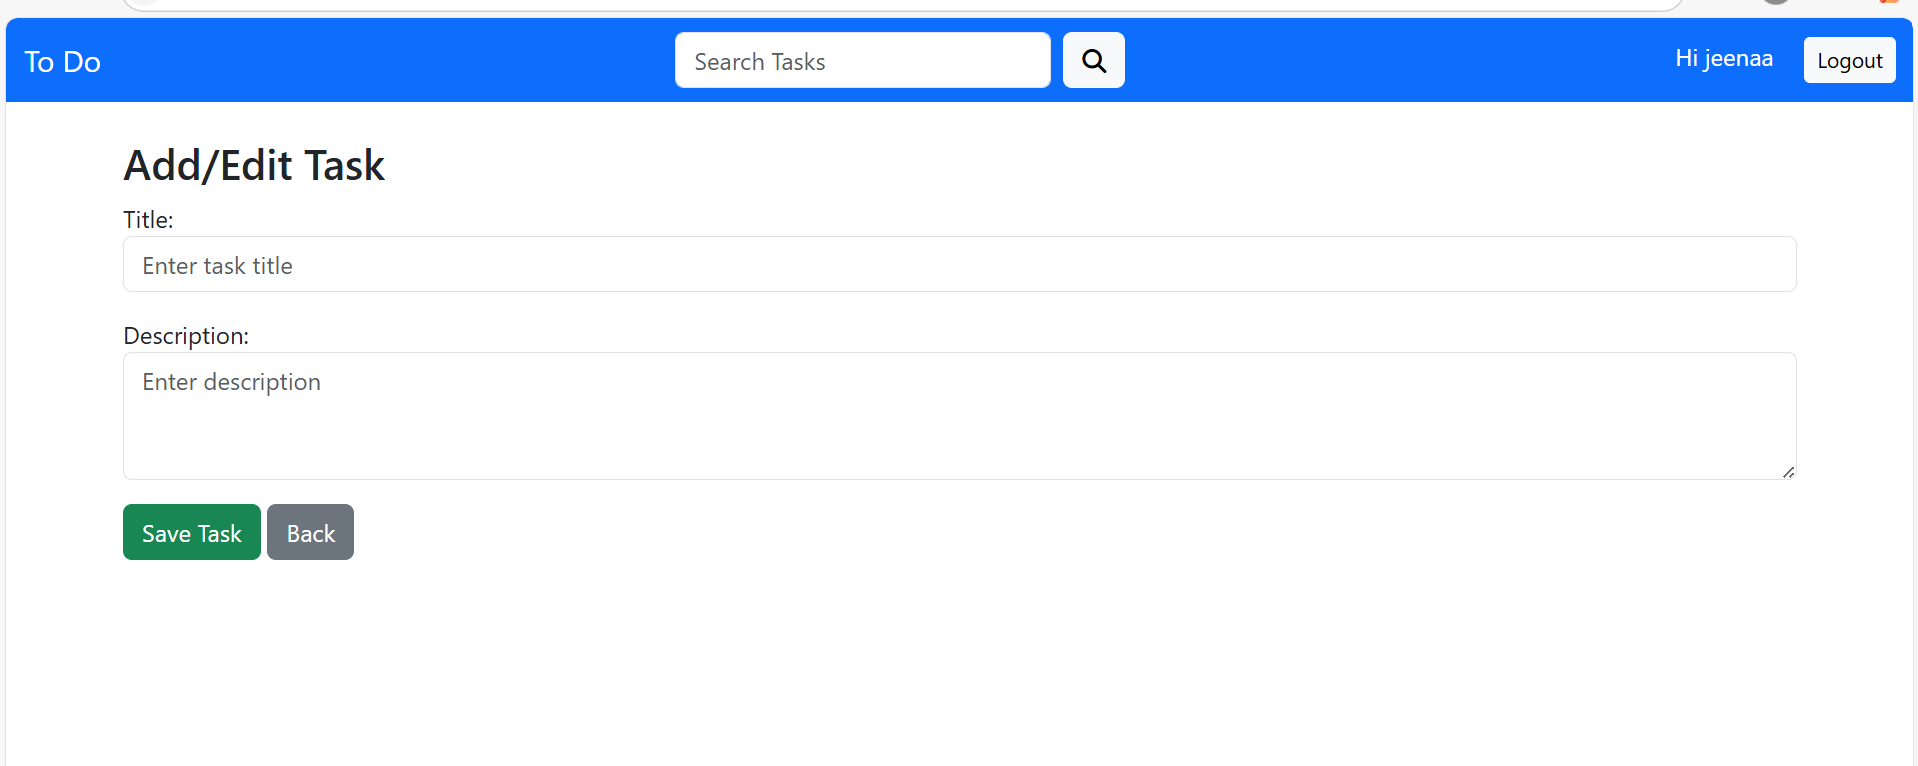 To Do
Search Tasks
Hi jeenaa
Logout
Add/Edit Task
Title:
Enter task title
Description:
Enter description
Save Task
Back